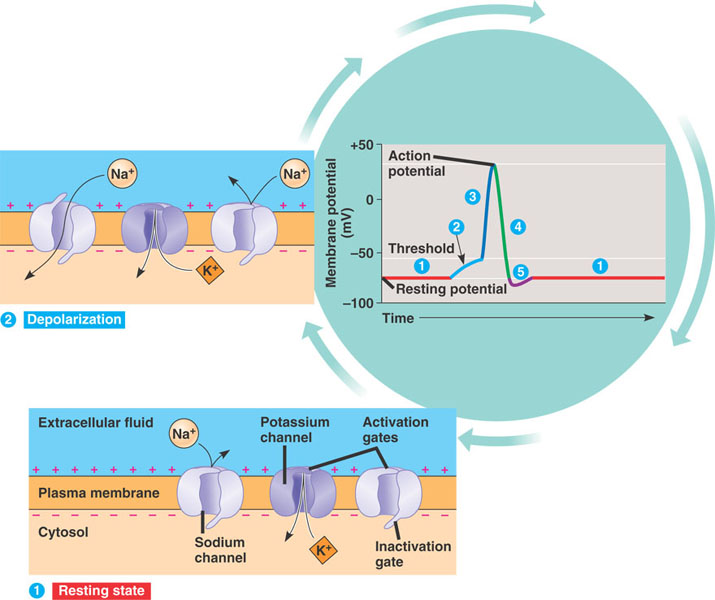 +50
Action
potential
0
3
Membrane potential
(mV)
2
4
−50
Threshold
1
5
1
Resting potential
−100
Time
Na+
Na+
+ + + + + + + +
− − − − − − − −
K+
2 Depolarization
Extracellular fluid
Na+
Potassium
channel
Activation
gates
+ + + + + + + + + + + + + + + +
Plasma membrane
− − − − − − − − − − − − − − − −
Cytosol
Sodium
channel
K+
Inactivation
gate
1 Resting state